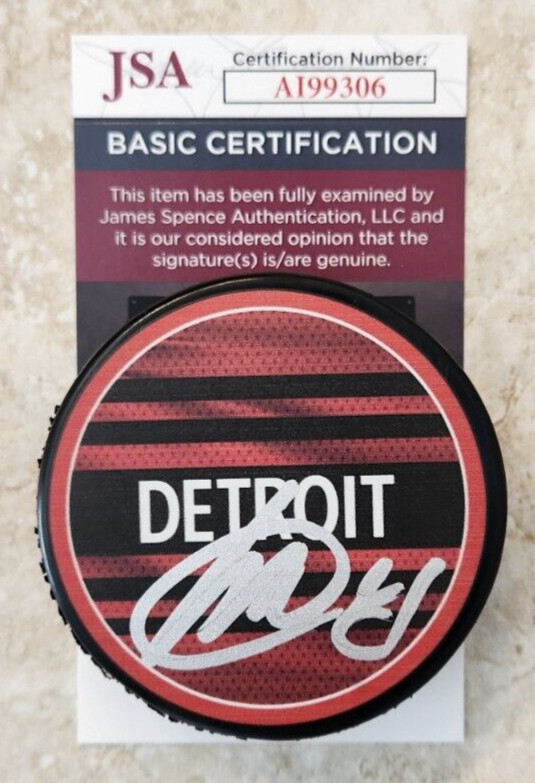 JSA
Certification Number:
AI99306
BASIC CERTIFICATION
This item has been fully examined by
James Spence Authentication, LLC and
it is our considered opinion that the
signature(s) is/are genuine.
DETROIT